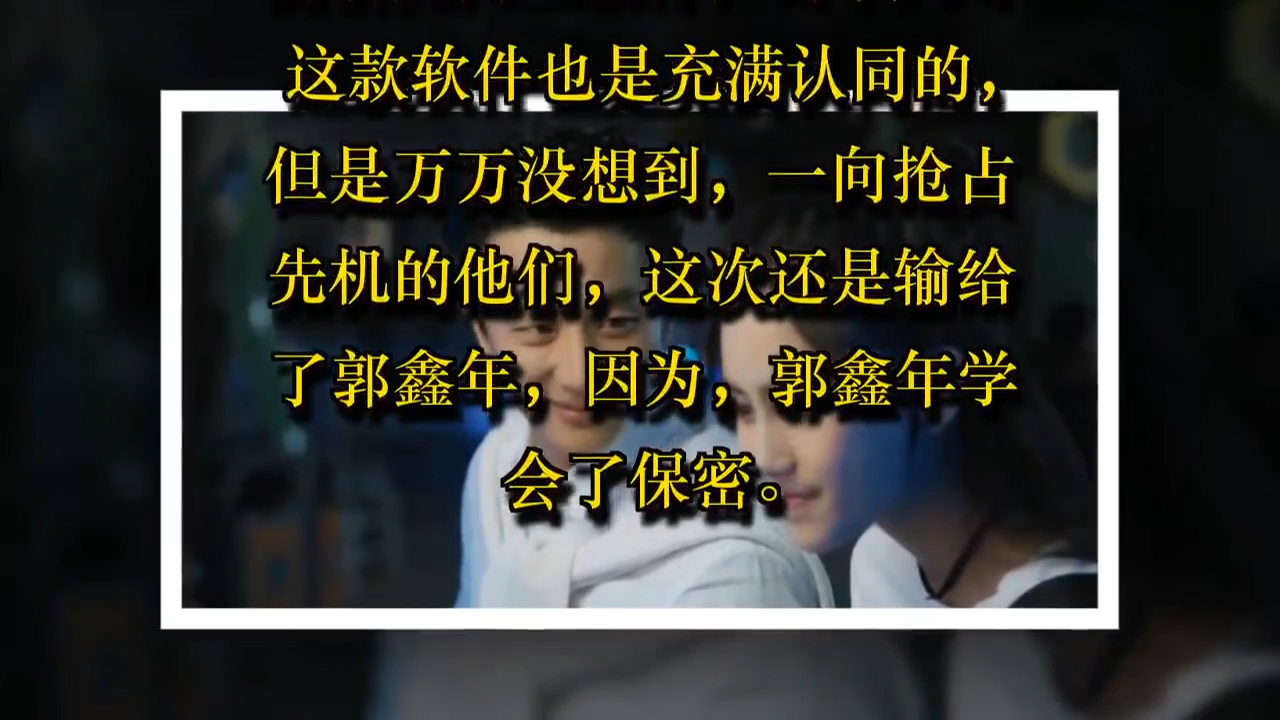 这款软件也是充满认同的，
但是万万没想到，一向抢占
先机的他们，这次还是输给
了郭鑫年，因为，郭鑫年学
会了保密。